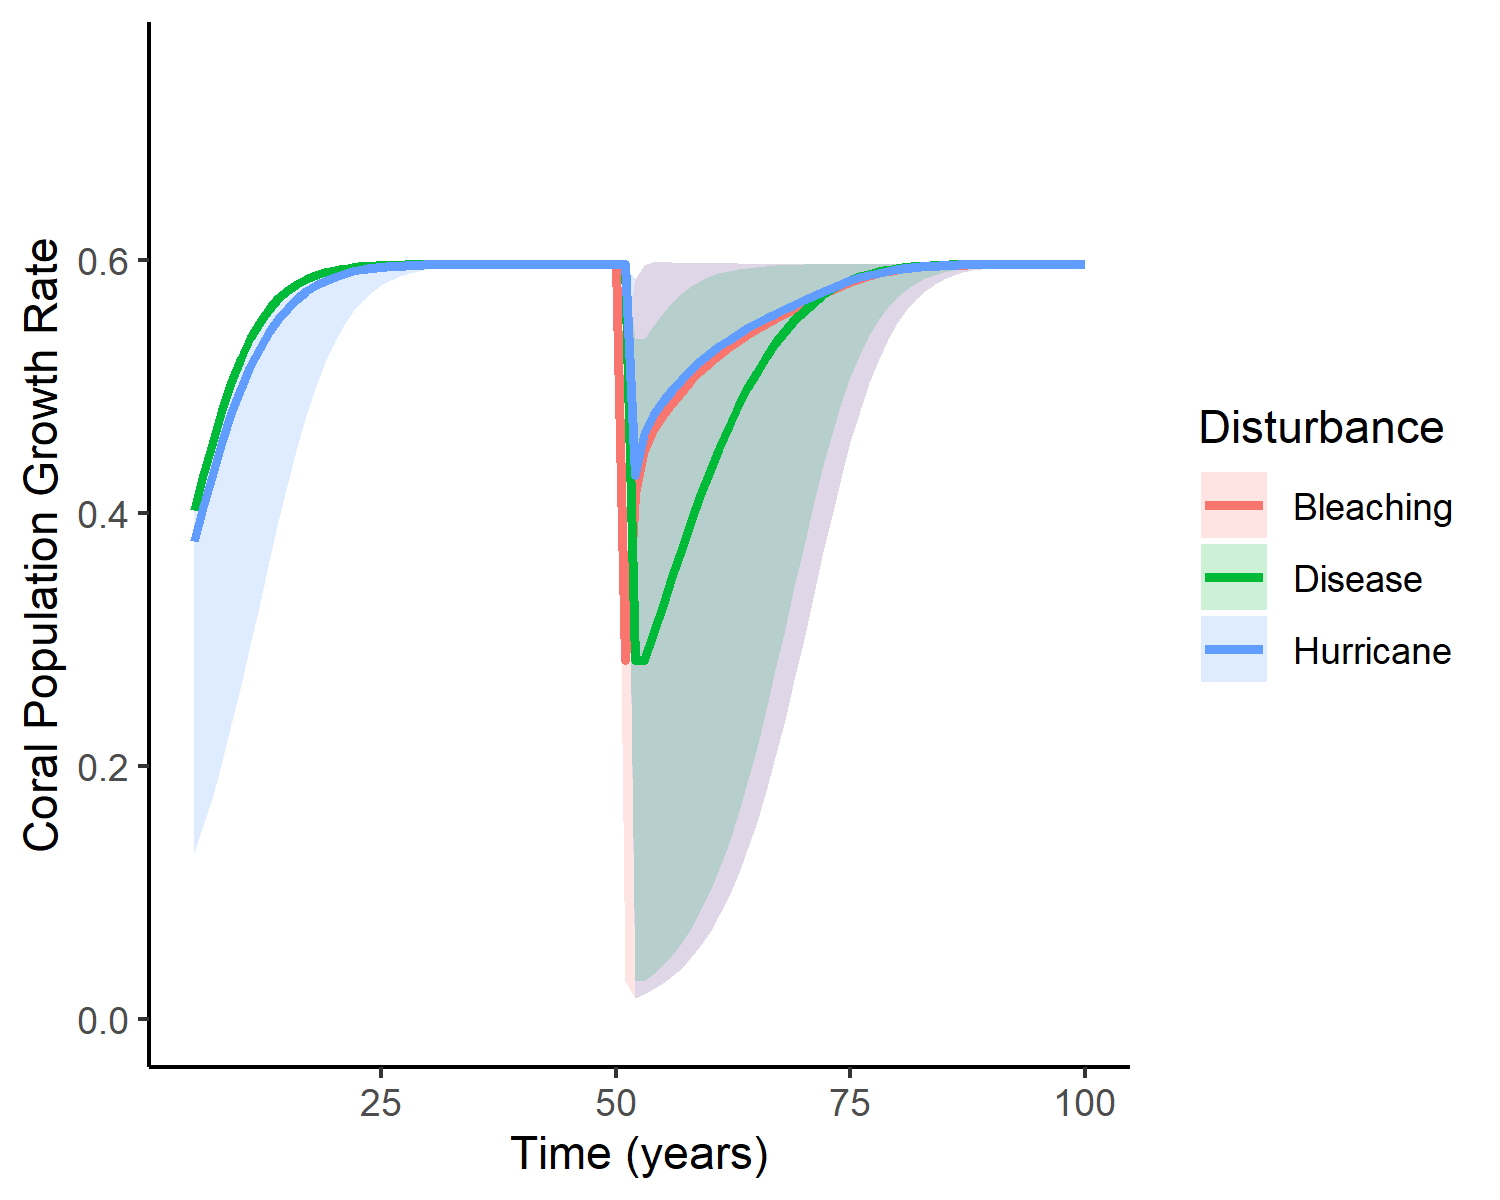 Coral Population Growth Rate
0.6
0.4
0.2
0.0
25 50 75 100
Time (years)
Disturbance
Bleaching
Disease
Hurricane